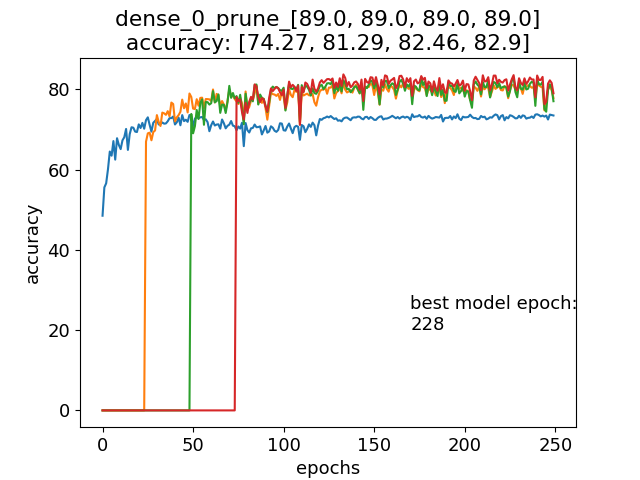 dense_0_prune_[89.0, 89.0, 89.0, 89.0]
accuracy: [74.27, 81.29, 82.46, 82.9]
80
60
40
20
0
accuracy
best model epoch:
228
0 50 100 150 200 250
epochs